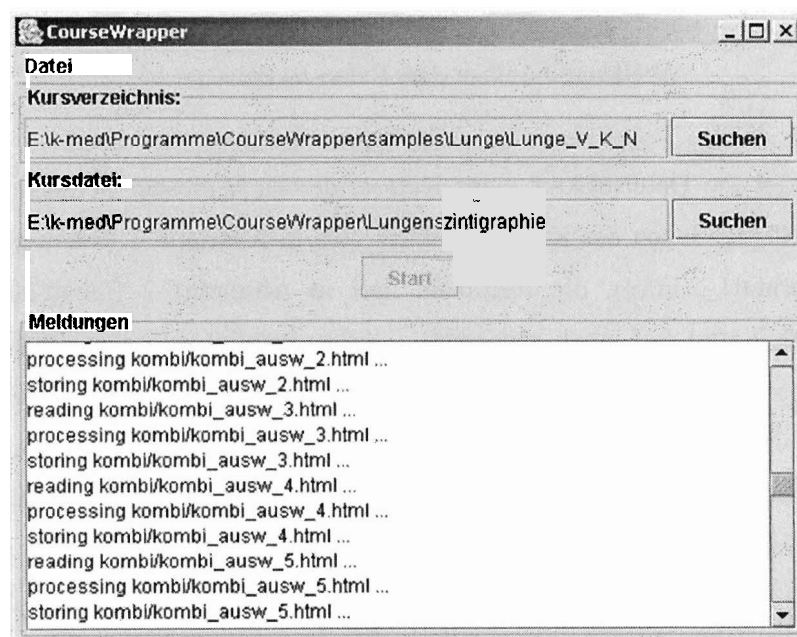 CourseWrapper
Datei
Kursverzeichnis:
E:\k-med\Programme\CourseWrapper\samples\Lunge\Lunge_V_K_N Suchen
Kursdatei:
E:\k-med\Programme\CourseWrapper\Lungenszintigraphie Suchen
Start
Meldungen
processing kombi/kombi_ausw_2.html ...
storing kombi/kombi_ausw_2.html ...
reading kombi/kombi_ausw_3.html ...
processing kombi/kombi_ausw_3.html ...
storing kombi/kombi_ausw_3.html ...
reading kombi/kombi_ausw_4.html ...
processing kombi/kombi_ausw_4.html ...
storing kombi/kombi_ausw_4.html ...
reading kombi/kombi_ausw_5.html ...
processing kombi/kombi_ausw_5.html ...
storing kombi/kombi_ausw_5.html ...